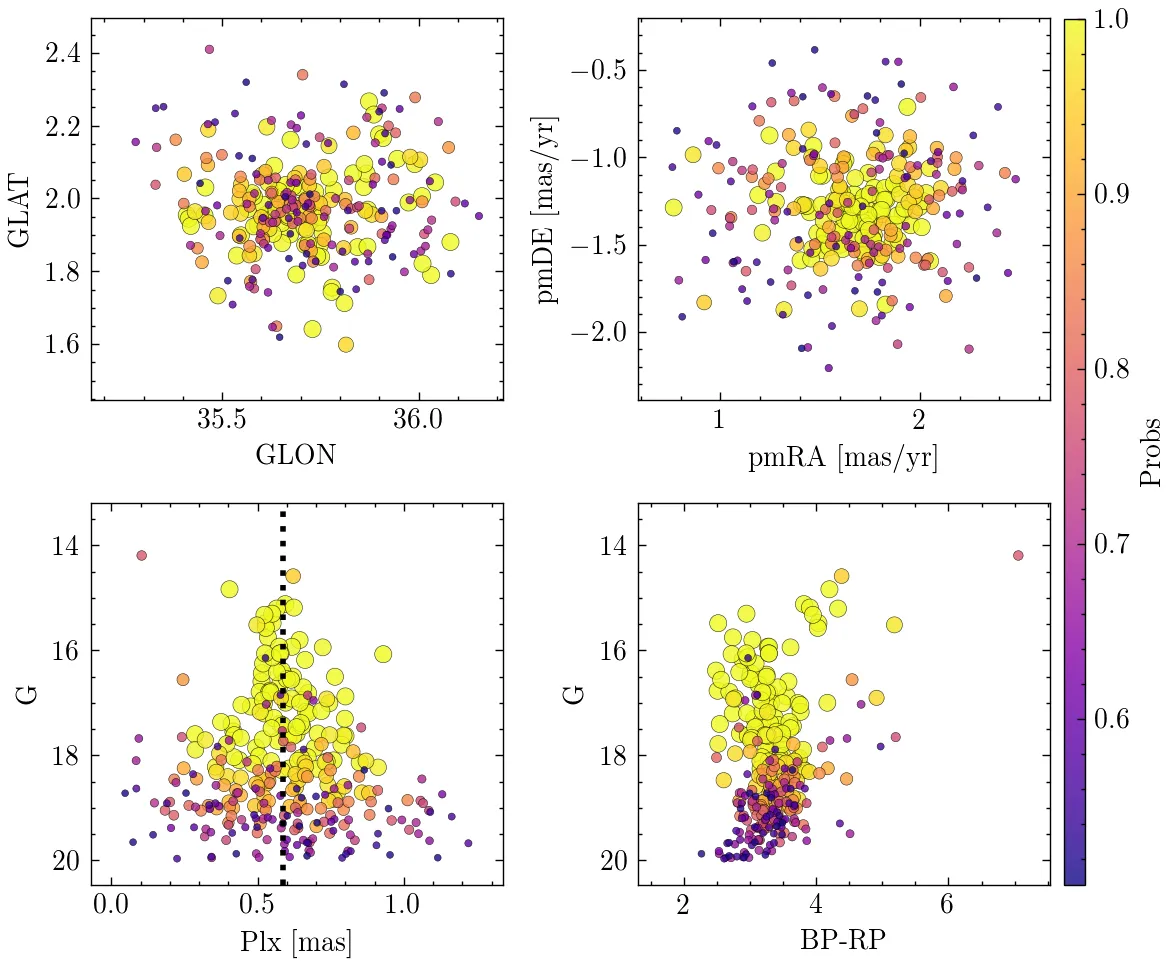 2.4
2.2
2.0
1.8
1.6
GLAT
35.5 36.0
GLON
−0.5
−1.0
−1.5
−2.0
pmDE [mas/yr]
1 2
pmRA [mas/yr]
14
16
18
20
G
0.0 0.5 1.0
Plx [mas]
14
16
18
20
G
2 4 6
BP-RP
1.0
0.9
0.8
0.7
0.6
Probs